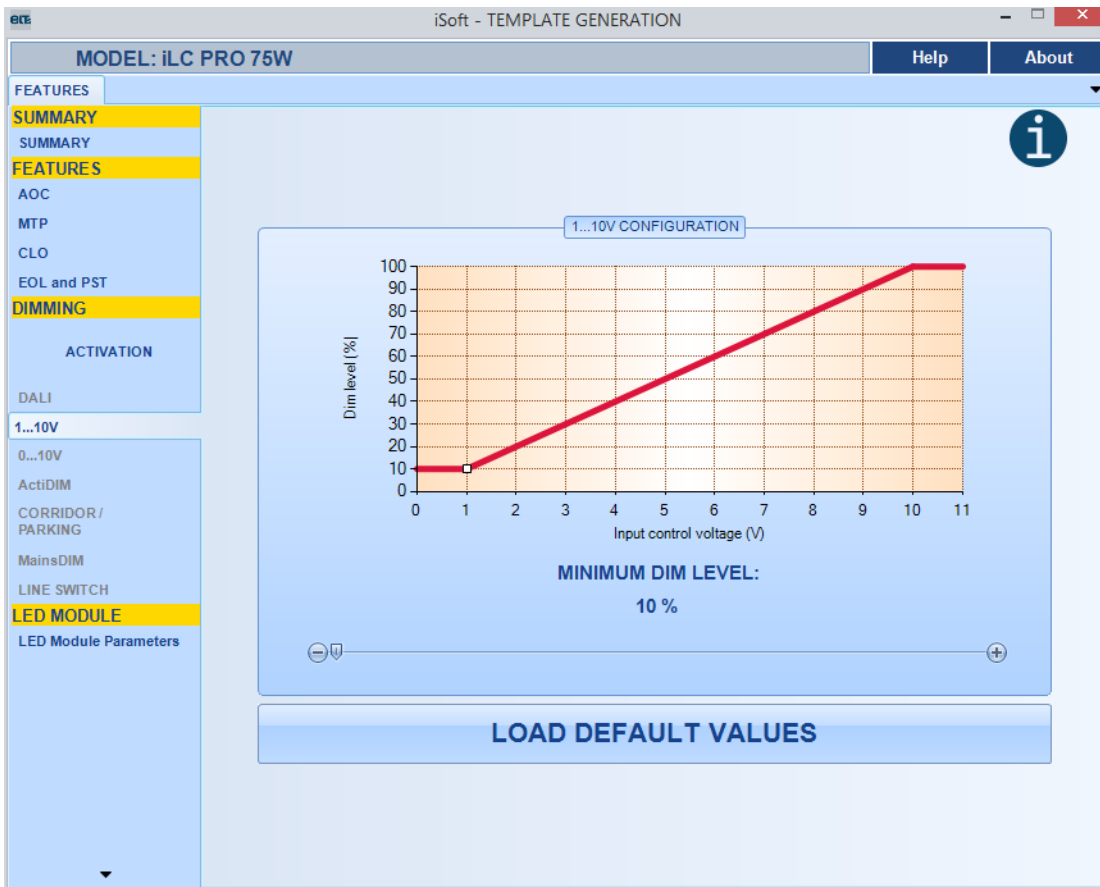 ELT
iSoft - TEMPLATE GENERATION
MODEL: iLC PRO 75W
Help
About
FEATURES
SUMMARY
SUMMARY
FEATURES
AOC
MTP
CLO
EOL and PST
DIMMING
ACTIVATION
DALI
1...10V
0...10V
ActiDIM
CORRIDOR /
PARKING
MainsDIM
LINE SWITCH
LED MODULE
LED Module Parameters
i
1...10V CONFIGURATION
Dim level (%)
100
90
80
70
60
50
40
30
20
10
0
0 1 2 3 4 5 6 7 8 9 10 11
Input control voltage (V)
MINIMUM DIM LEVEL:
10 %
LOAD DEFAULT VALUES